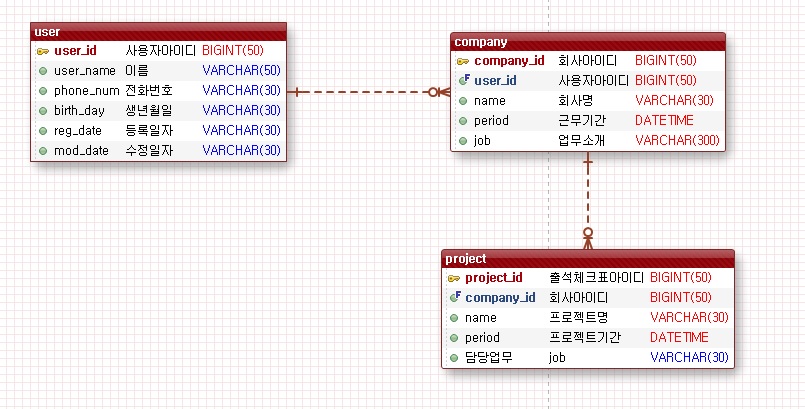 user
user_id 사용자아이디 BIGINT(50)
user_name 이름 VARCHAR(50)
phone_num 전화번호 VARCHAR(30)
birth_day 생년월일 VARCHAR(30)
reg_date 등록일자 VARCHAR(30)
mod_date 수정일자 VARCHAR(30)
company
company_id 회사아이디 BIGINT(50)
F user_id 사용자아이디 BIGINT(50)
name 회사명 VARCHAR(30)
period 근무기간 DATETIME
job 업무소개 VARCHAR(300)
project
project_id 출석체크표아이디 BIGINT(50)
F company_id 회사아이디 BIGINT(50)
name 프로젝트명 VARCHAR(30)
period 프로젝트기간 DATETIME
담당업무 job VARCHAR(30)